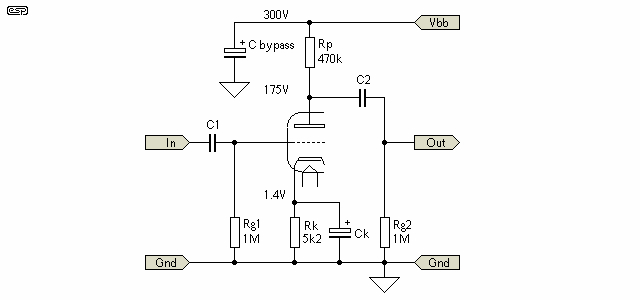 esp
300V
Vbb
+
C bypass
Rp
470k
175V
C2
C1
In
Out
1.4V
Rg1
1M
Rk
5k2
+
Ck
Rg2
1M
Gnd
Gnd